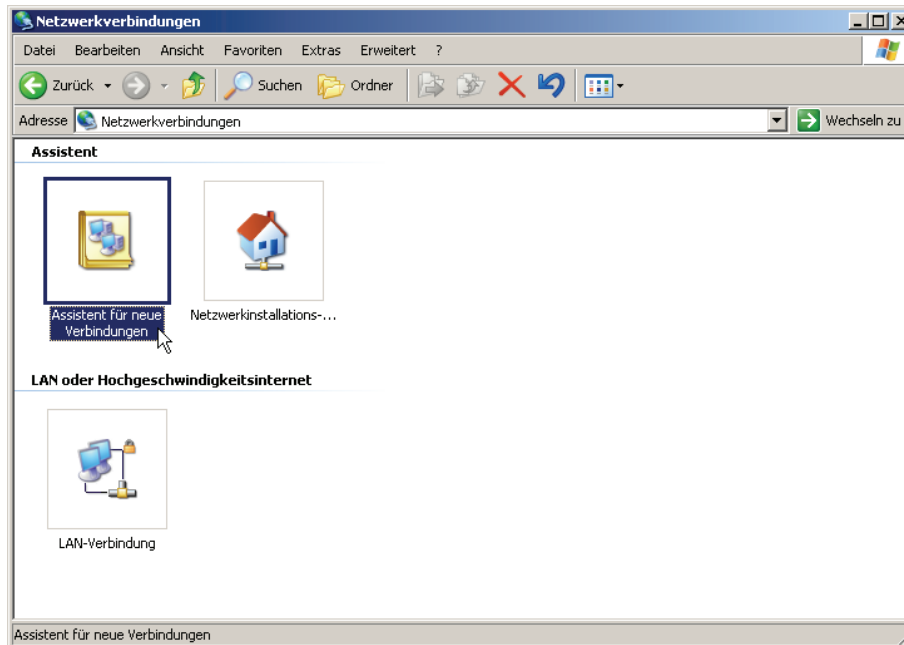 Netzwerkverbindungen
Datei Bearbeiten Ansicht Favoriten Extras Erweitert ?
Zurück Suchen Ordner
Adresse Netzwerkverbindungen Wechseln zu
Assistent
Assistent für neue
Verbindungen
Netzwerkinstallations-...
LAN oder Hochgeschwindigkeitsinternet
LAN-Verbindung
Assistent für neue Verbindungen